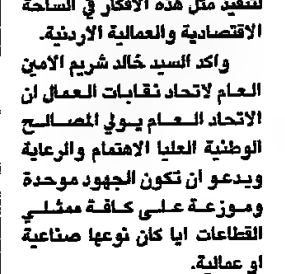 لتنفيذ مثل هذه الافكار في الساحة
الاقتصادية والعمالية الاردنية.
واكد السيد خالد شريم الامين
العام لاتحاد نقابات العمال ان
الاتحاد العام يولي المصالح
الوطنية العليا الاهتمام والرعاية
ويدعو ان تكون الجهود موحدة
وموزعة على كافة ممثلي
القطاعات ايا كان نوعها صناعية
او عمالية.